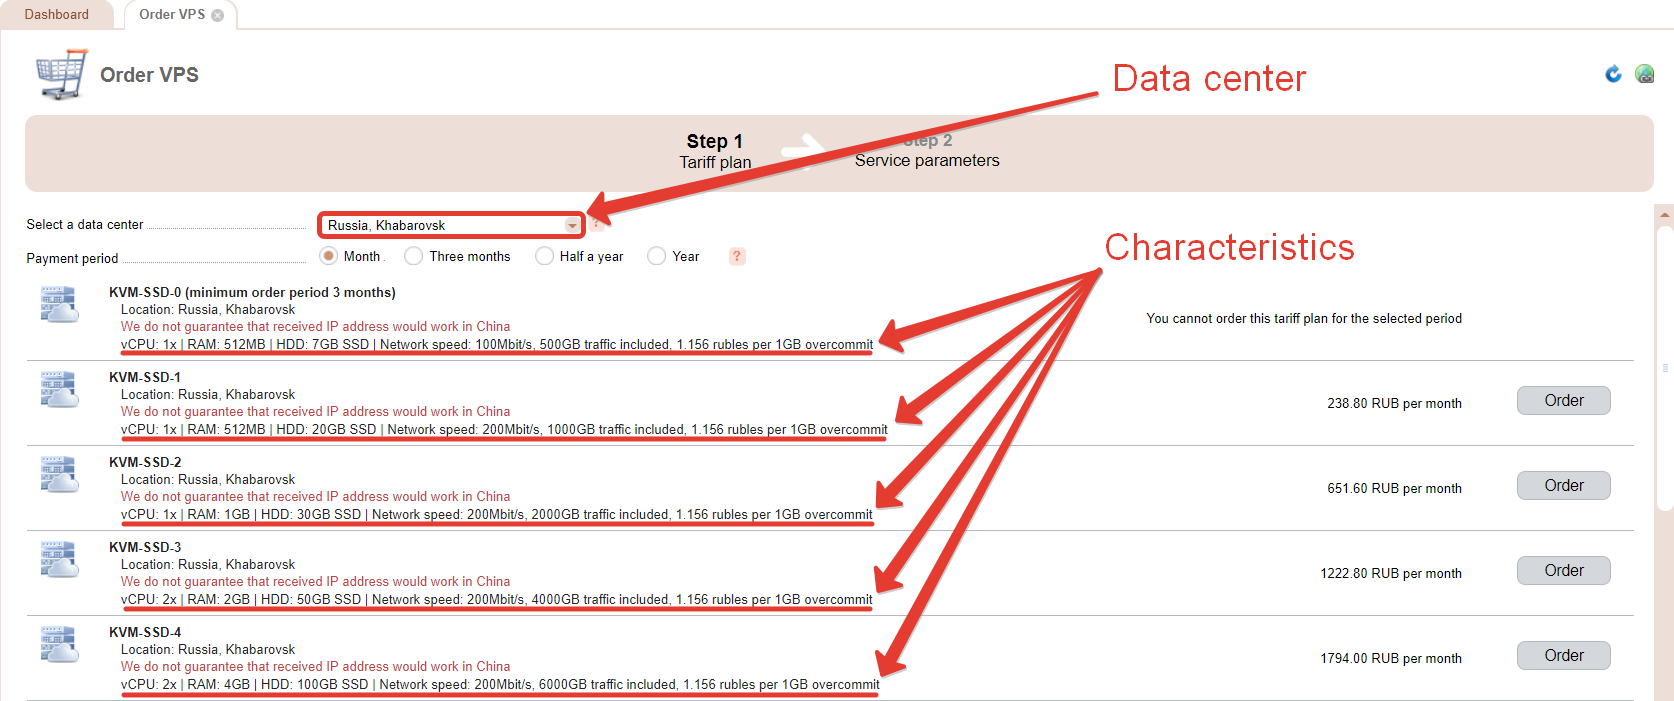 Dashboard
Order VPS
Order VPS
Data center
Step 1
Tariff plan
Step 2
Service parameters
Select a data center
Russia, Khabarovsk
?
Payment period
Month
Three months
Half a year
Year
?
Characteristics
KVM-SSD-0 (minimum order period 3 months)
Location: Russia, Khabarovsk
We do not guarantee that received IP address would work in China
vCPU: 1x | RAM: 512MB | HDD: 7GB SSD | Network speed: 100Mbit/s, 500GB traffic included, 1.156 rubles per 1GB overcommit
You cannot order this tariff plan for the selected period
KVM-SSD-1
Location: Russia, Khabarovsk
We do not guarantee that received IP address would work in China
vCPU: 1x | RAM: 512MB | HDD: 20GB SSD | Network speed: 200Mbit/s, 1000GB traffic included, 1.156 rubles per 1GB overcommit
238.80 RUB per month
Order
KVM-SSD-2
Location: Russia, Khabarovsk
We do not guarantee that received IP address would work in China
vCPU: 1x | RAM: 1GB | HDD: 30GB SSD | Network speed: 200Mbit/s, 2000GB traffic included, 1.156 rubles per 1GB overcommit
651.60 RUB per month
Order
KVM-SSD-3
Location: Russia, Khabarovsk
We do not guarantee that received IP address would work in China
vCPU: 2x | RAM: 2GB | HDD: 50GB SSD | Network speed: 200Mbit/s, 4000GB traffic included, 1.156 rubles per 1GB overcommit
1222.80 RUB per month
Order
KVM-SSD-4
Location: Russia, Khabarovsk
We do not guarantee that received IP address would work in China
vCPU: 2x | RAM: 4GB | HDD: 100GB SSD | Network speed: 200Mbit/s, 6000GB traffic included, 1.156 rubles per 1GB overcommit
1794.00 RUB per month
Order